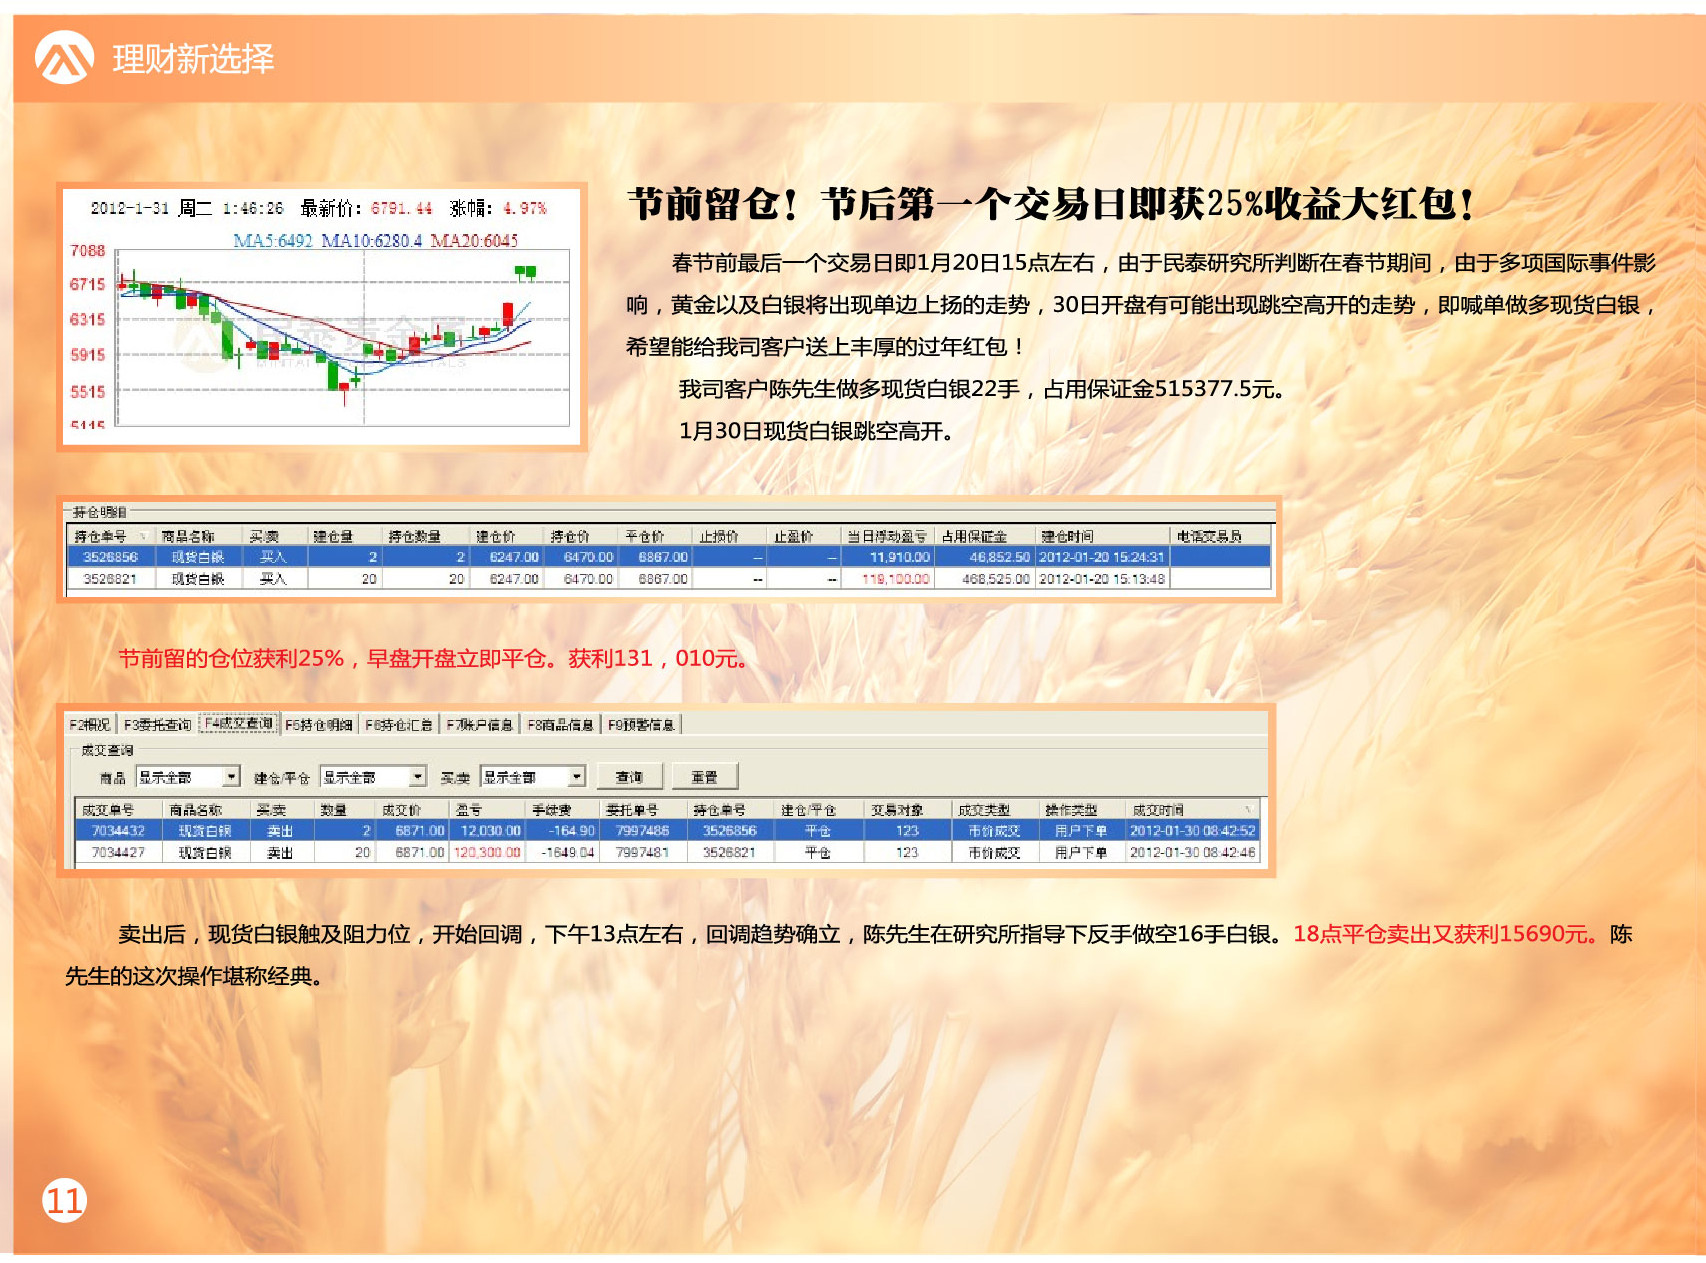 理财新选择
2012-1-31 周二 1:46:26 最新价: 6791.44 涨幅: 4.97%
MA5:6492 MA10:6280.4 MA20:6045
7088
6715
6315
5915
5515
5115
节前留仓！节后第一个交易日即获25%收益大红包！
春节前最后一个交易日即1月20日15点左右，由于民泰研究所判断在春节期间，由于多项国际事件影
响，黄金以及白银将出现单边上扬的走势，30日开盘有可能出现跳空高开的走势，即喊单做多现货白银，
希望能给我司客户送上丰厚的过年红包！
我司客户陈先生做多现货白银22手，占用保证金515377.5元。
1月30日现货白银跳空高开。
持仓明细
持仓单号 商品名称 买/卖 建仓量 持仓数量 建仓价 持仓价 平仓价 止损价 止盈价 当日浮动盈亏 占用保证金 建仓时间 电话交易员
3526856 现货白银 买入 2 2 6247.00 6470.00 6867.00 -- -- 11,910.00 46,852.50 2012-01-20 15:24:31
3526821 现货白银 买入 20 20 6247.00 6470.00 6867.00 -- -- 119,100.00 468,525.00 2012-01-20 15:13:48
节前留的仓位获利25%，早盘开盘立即平仓。获利131，010元。
F2概况 F3委托查询 F4成交查询 F5持仓明细 F6持仓汇总 F7账户信息 F8商品信息 F9预警信息
成交查询
商品 显示全部 建仓/平仓 显示全部 买/卖 显示全部 查询 重置
成交单号 商品名称 买/卖 数量 成交价 盈亏 手续费 委托单号 持仓单号 建仓/平仓 交易对象 成交类型 操作类型 成交时间
7034432 现货白银 卖出 2 6871.00 12,030.00 -164.90 7997486 3526856 平仓 123 市价成交 用户下单 2012-01-30 08:42:52
7034427 现货白银 卖出 20 6871.00 120,300.00 -1649.04 7997481 3526821 平仓 123 市价成交 用户下单 2012-01-30 08:42:46
卖出后，现货白银触及阻力位，开始回调，下午13点左右，回调趋势确立，陈先生在研究所指导下反手做空16手白银。18点平仓卖出又获利15690元。陈
先生的这次操作堪称经典。
11